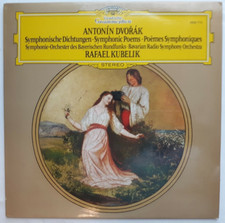 STEREO
ANTONÍN DVOŘÁK
Symphonische Dichtungen · Symphonic Poems · Poèmes Symphoniques
Symphonie-Orchester des Bayerischen Rundfunks · Bavarian Radio Symphony Orchestra
RAFAEL KUBELIK